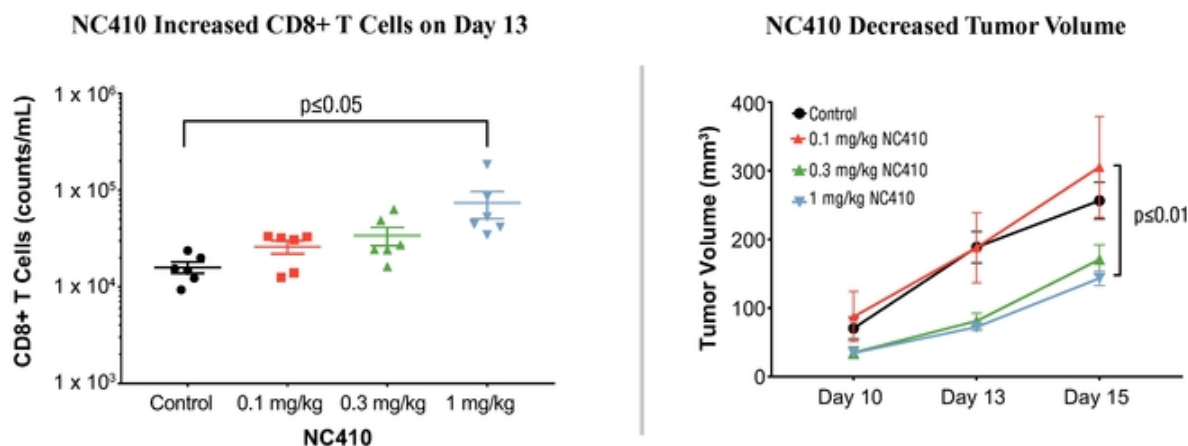 NC410 Increased CD8+ T Cells on Day 13
CD8+ T Cells (counts/mL)
1 x 10⁶
1 x 10⁵
1 x 10⁴
1 x 10³
p≤0.05
Control
0.1 mg/kg
0.3 mg/kg
1 mg/kg
NC410
NC410 Decreased Tumor Volume
Tumor Volume (mm³)
400
300
200
100
0
Control
0.1 mg/kg NC410
0.3 mg/kg NC410
1 mg/kg NC410
p≤0.01
Day 10
Day 13
Day 15